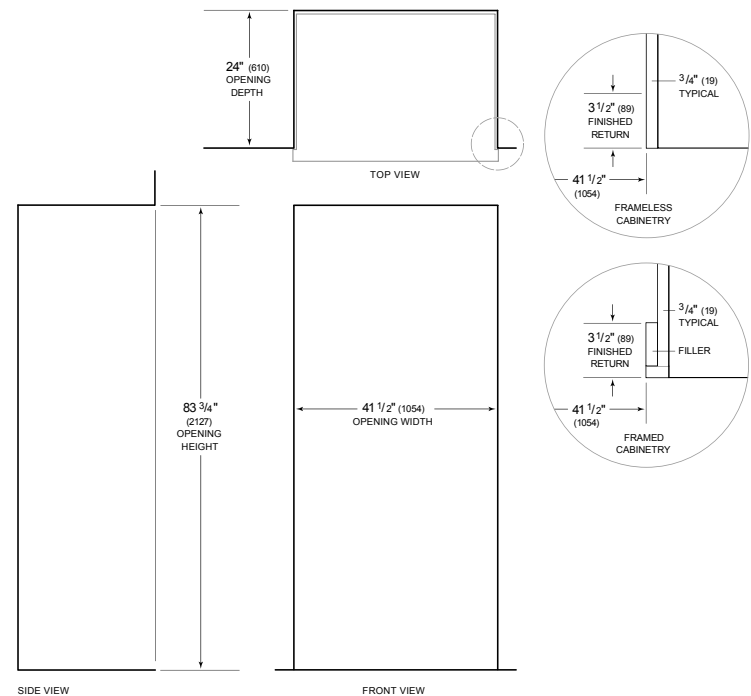 24" (610)
OPENING
DEPTH
TOP VIEW
3/4" (19)
TYPICAL
3 1/2" (89)
FINISHED
RETURN
41 1/2"
(1054)
FRAMELESS
CABINETRY
3/4" (19)
TYPICAL
3 1/2" (89)
FINISHED
RETURN
FILLER
41 1/2"
(1054)
FRAMED
CABINETRY
83 3/4"
(2127)
OPENING
HEIGHT
41 1/2" (1054)
OPENING WIDTH
SIDE VIEW
FRONT VIEW